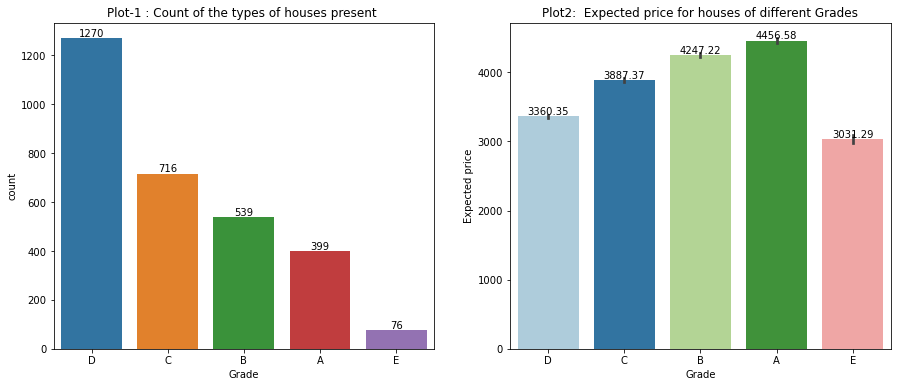 Plot-1 : Count of the types of houses present
1270
716
539
399
76
1200
1000
800
600
400
200
0
count
D C B A E
Grade
Plot2:  Expected price for houses of different Grades
3360.35
3887.37
4247.22
4456.58
3031.29
4000
3000
2000
1000
0
Expected price
D C B A E
Grade